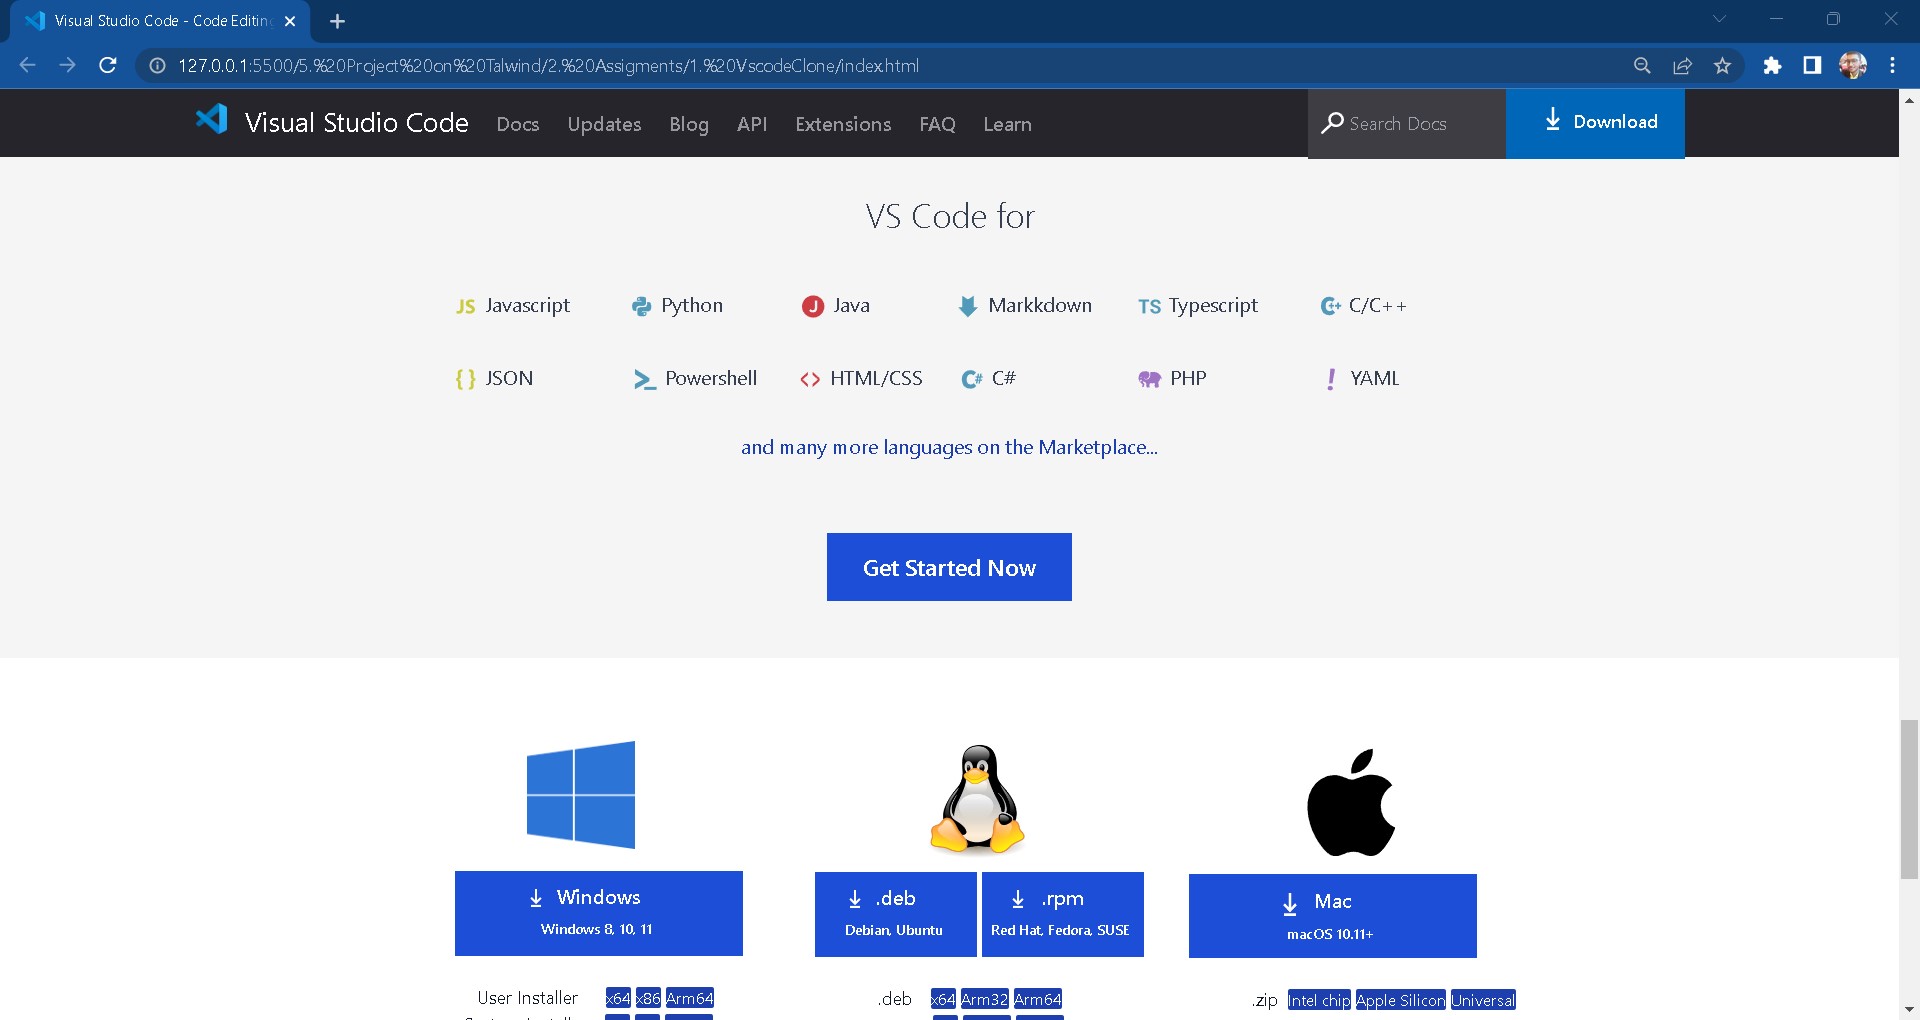 Visual Studio Code - Code Editing
127.0.0.1:5500/5.%20Project%20on%20Talwind/2.%20Assigments/1.%20VscodeClone/index.html
Visual Studio Code Docs Updates Blog API Extensions FAQ Learn Search Docs Download
VS Code for
JS Javascript Python J Java Markkdown TS Typescript C/C++
{ } JSON Powershell <> HTML/CSS C# C# PHP ! YAML
and many more languages on the Marketplace...
Get Started Now
Windows
Windows 8, 10, 11
.deb
Debian, Ubuntu
.rpm
Red Hat, Fedora, SUSE
Mac
macOS 10.11+
User Installer x64 x86 Arm64
.deb x64 Arm32 Arm64
.zip Intel chip Apple Silicon Universal